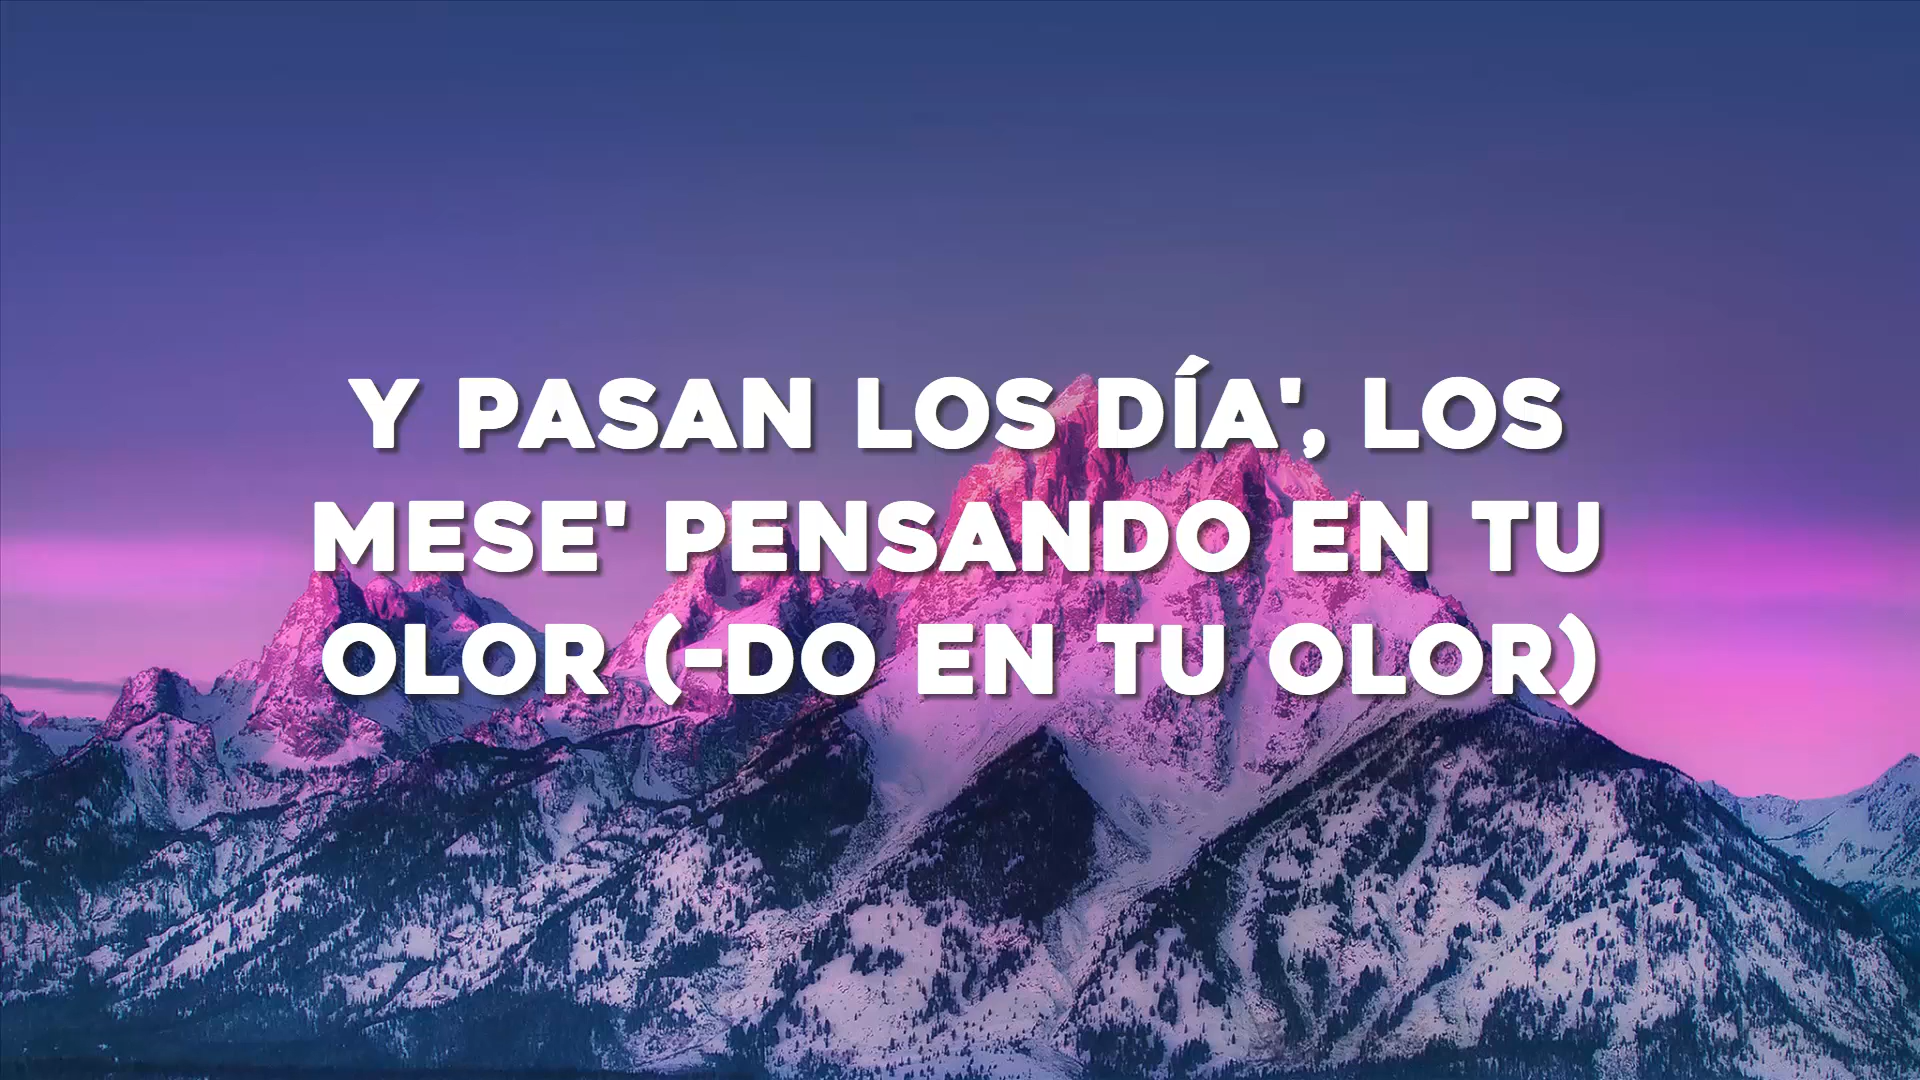 Y PASAN LOS DÍA', LOS
MESE' PENSANDO EN TU
OLOR (-DO EN TU OLOR)